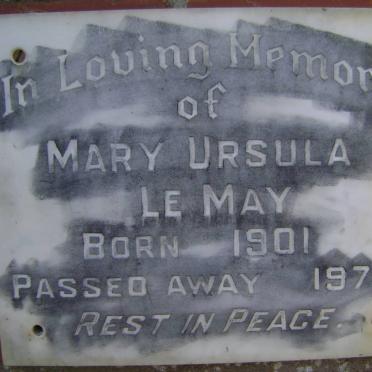 In Loving Memor
of
MARY URSULA
LE MAY
BORN 1901
PASSED AWAY 197
REST IN PEACE.